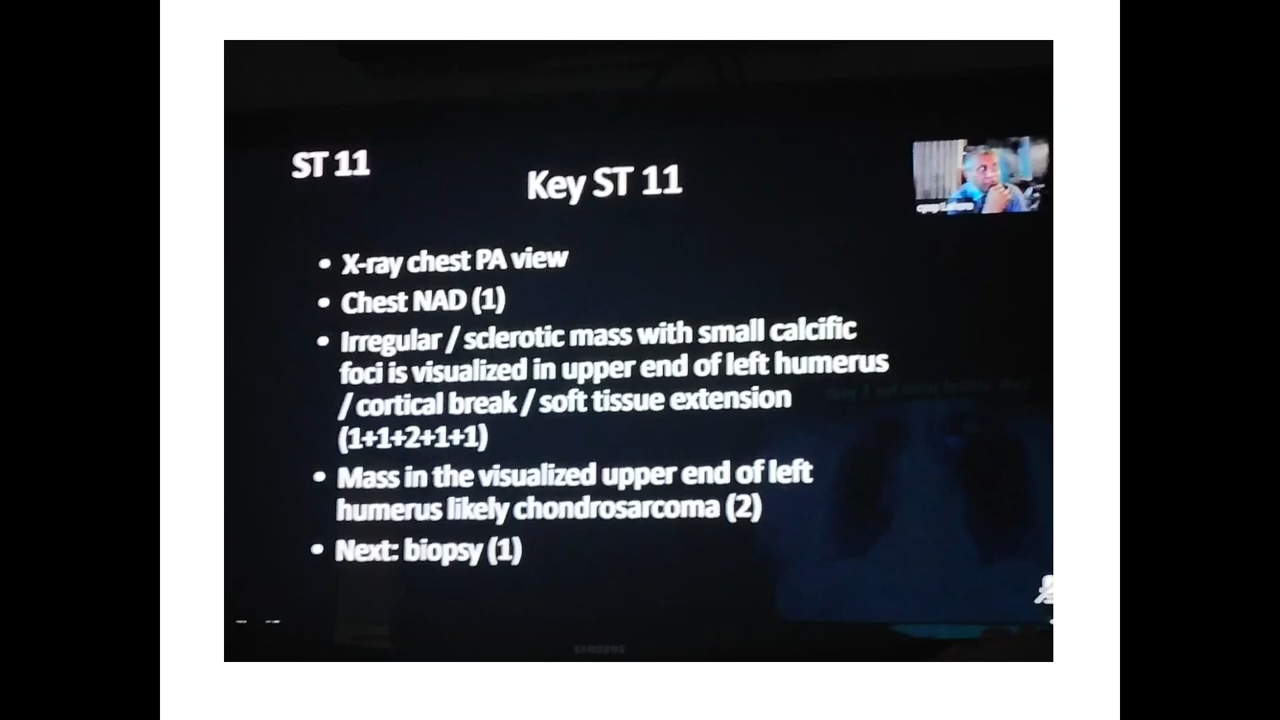 ST 11
Key ST 11
• X-ray chest PA view
• Chest NAD (1)
• Irregular / sclerotic mass with small calcific
foci is visualized in upper end of left humerus
/ cortical break / soft tissue extension
(1+1+2+1+1)
• Mass in the visualized upper end of left
humerus likely chondrosarcoma (2)
• Next: biopsy (1)
SAMSUNG